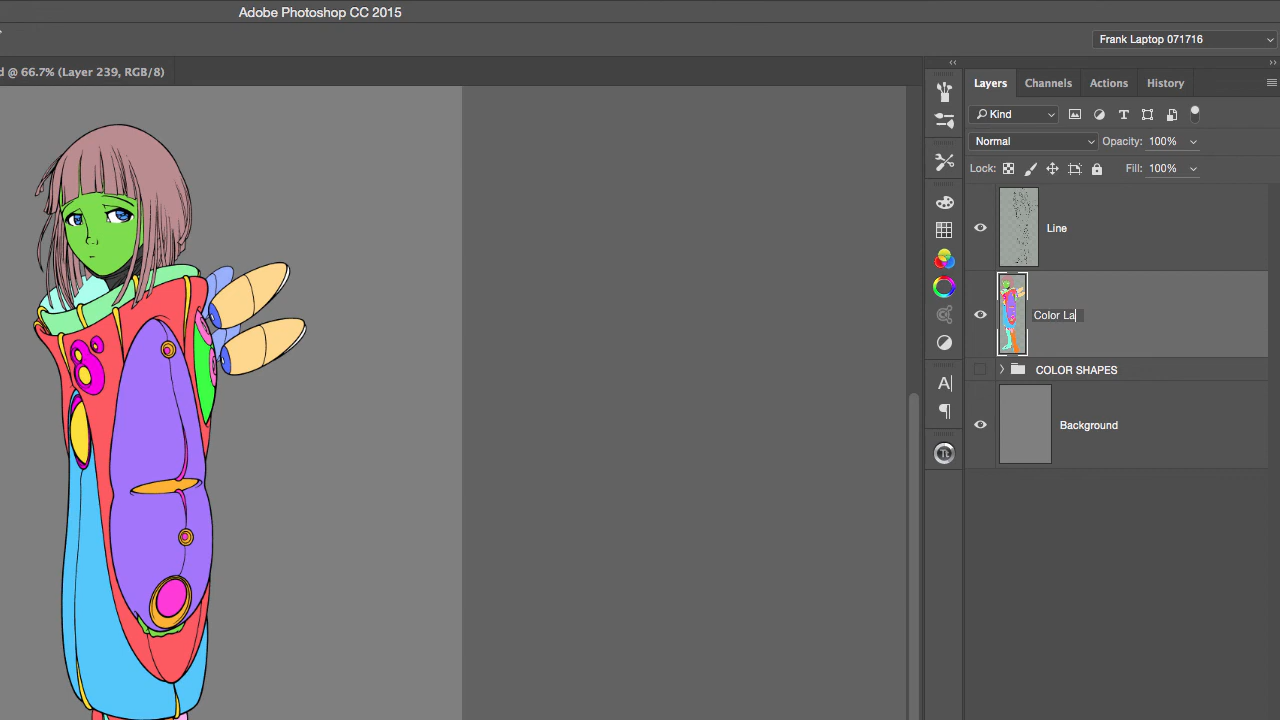 Adobe Photoshop CC 2015
Frank Laptop 071716
d @ 66.7% (Layer 239, RGB/8)
Layers Channels Actions History
Kind
Normal Opacity: 100%
Lock: Fill: 100%
Line
Color La
COLOR SHAPES
Background